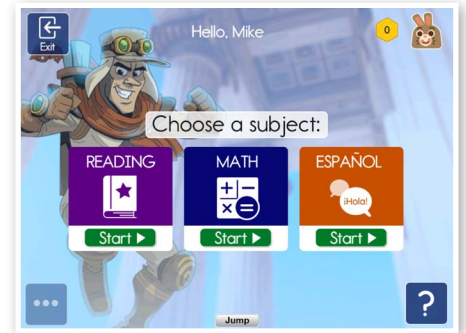 Hello, Mike
0
Exit
Choose a subject:
READING
MATH
ESPAÑOL
¡Hola!
Start
Start
Start
?
Jump